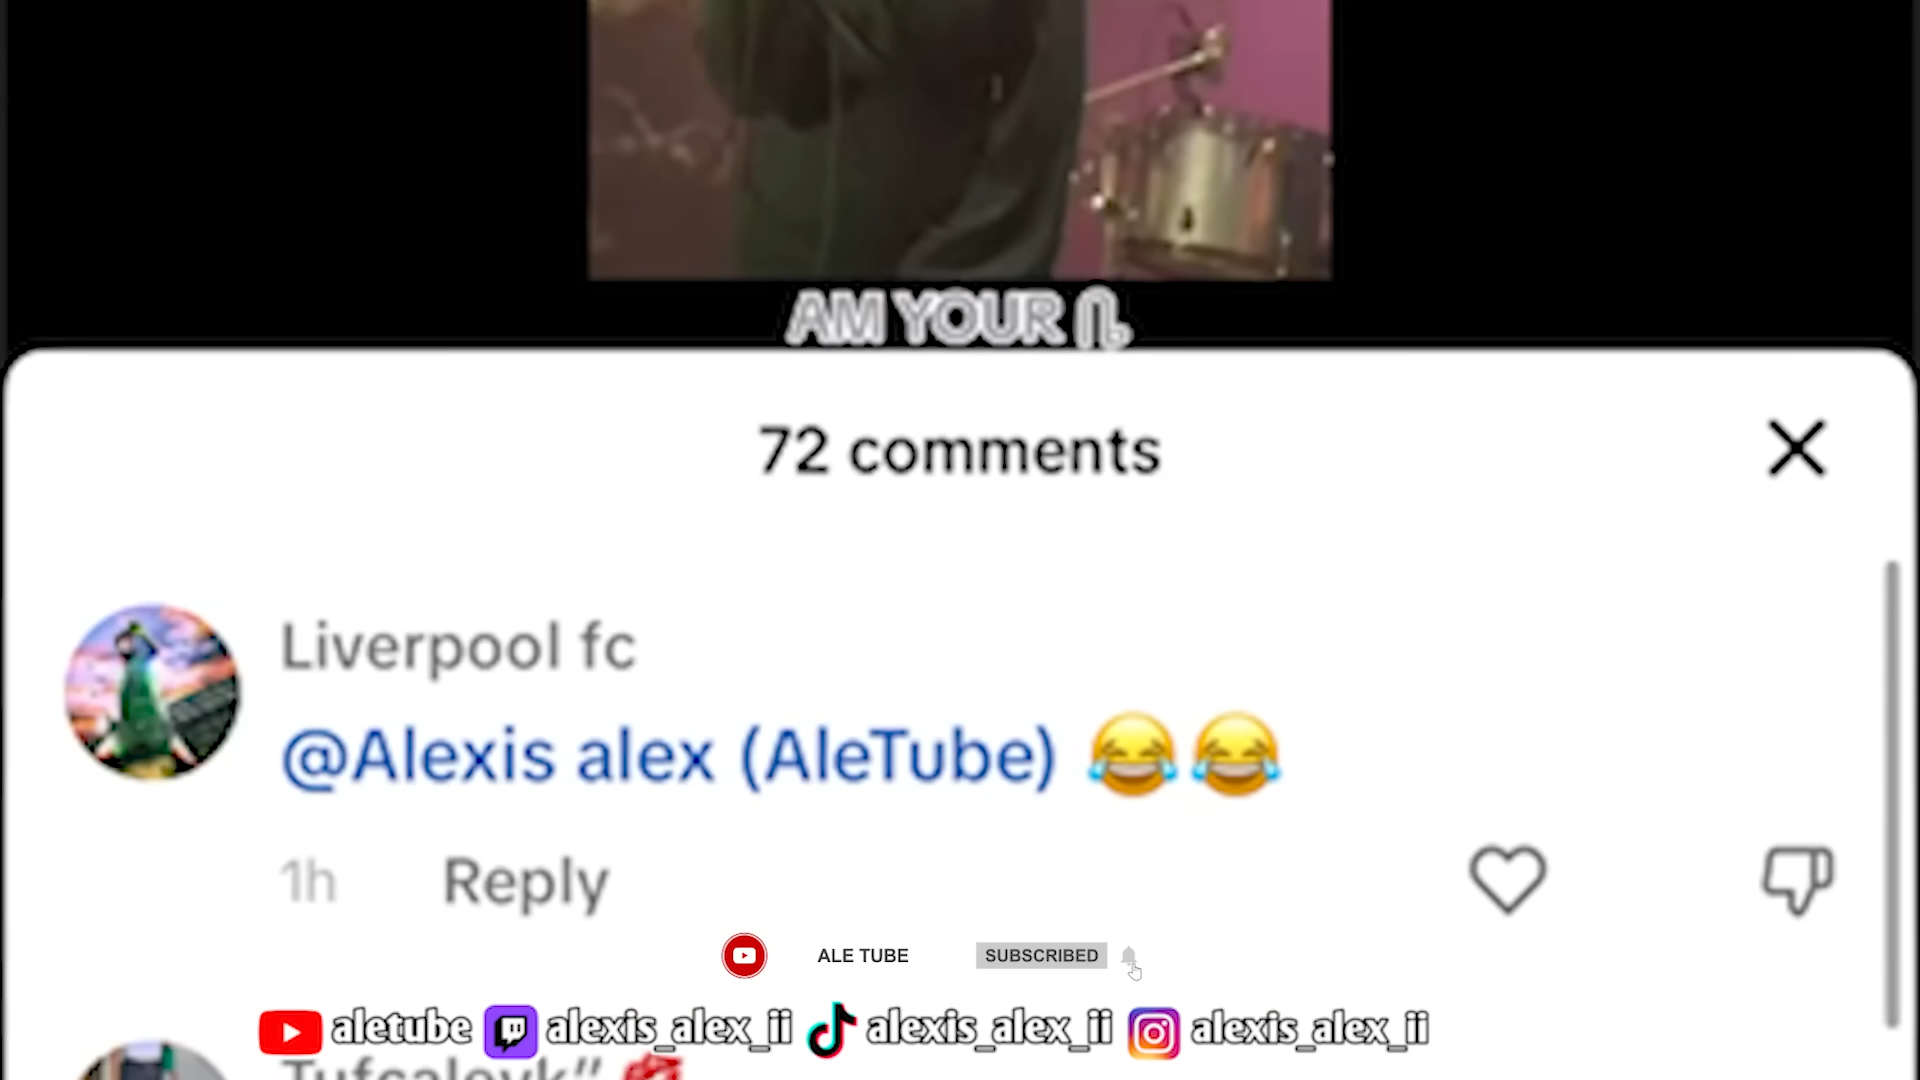 AM YOUR
72 comments
Liverpool fc
@Alexis alex (AleTube) 😂😂
1h Reply
ALE TUBE SUBSCRIBED
aletube alexis_alex_ii alexis_alex_ii alexis_alex_ii